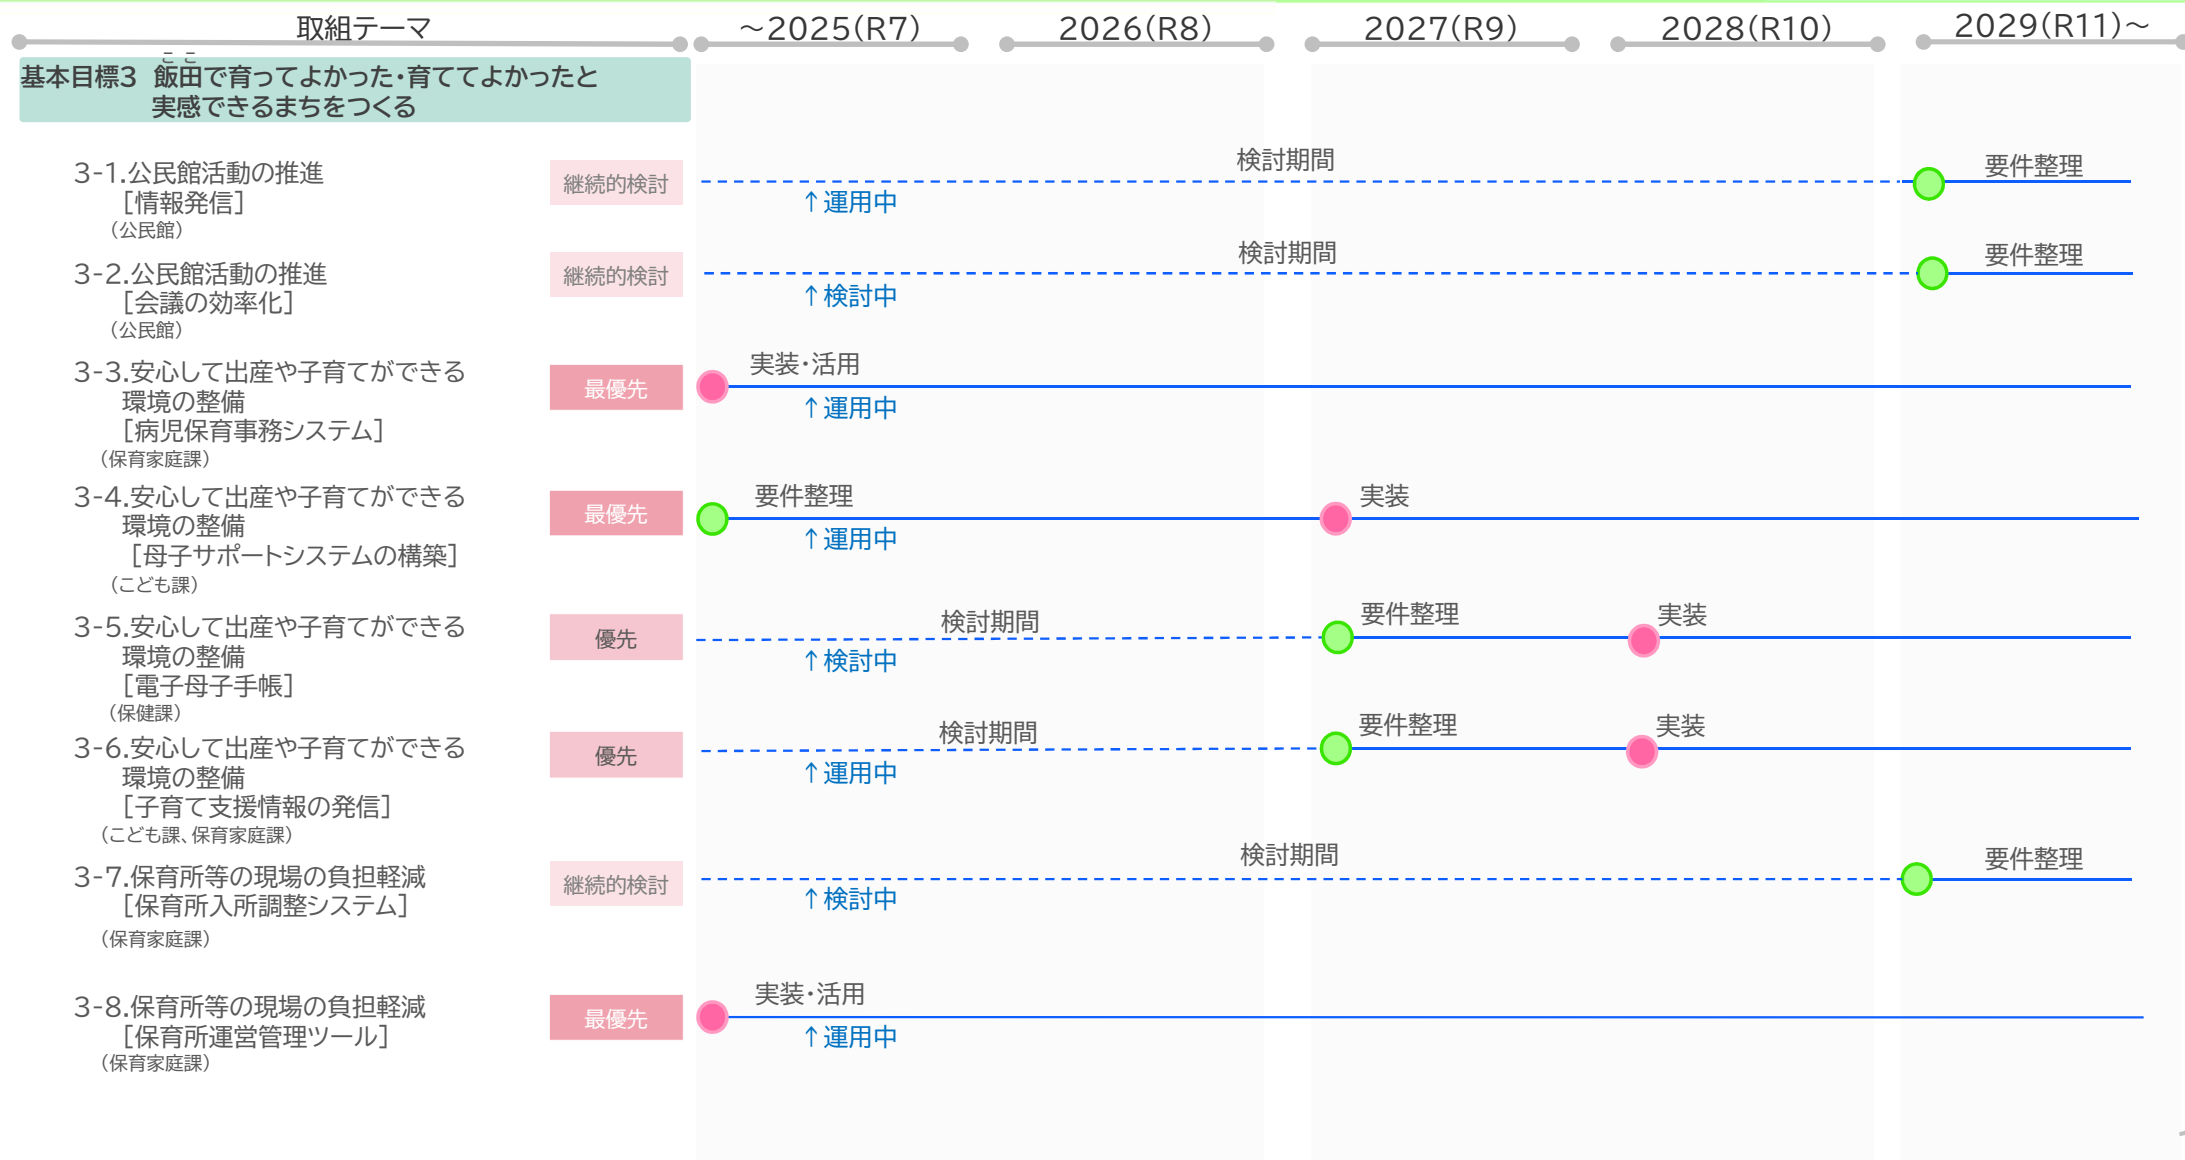 取組テーマ ～2025(R7) 2026(R8) 2027(R9) 2028(R10) 2029(R11)～
ここ
基本目標3 飯田で育ってよかった・育ててよかったと
実感できるまちをつくる
3-1.公民館活動の推進
［情報発信］
（公民館）
継続的検討
検討期間
↑運用中
要件整理
3-2.公民館活動の推進
［会議の効率化］
（公民館）
継続的検討
検討期間
↑検討中
要件整理
3-3.安心して出産や子育てができる
環境の整備
［病児保育事務システム］
（保育家庭課）
最優先
実装・活用
↑運用中
3-4.安心して出産や子育てができる
環境の整備
［母子サポートシステムの構築］
（こども課）
最優先
要件整理
↑運用中
実装
3-5.安心して出産や子育てができる
環境の整備
［電子母子手帳］
（保健課）
優先
検討期間
↑検討中
要件整理
実装
3-6.安心して出産や子育てができる
環境の整備
［子育て支援情報の発信］
（こども課、保育家庭課）
優先
検討期間
↑運用中
要件整理
実装
3-7.保育所等の現場の負担軽減
［保育所入所調整システム］
（保育家庭課）
継続的検討
検討期間
↑検討中
要件整理
3-8.保育所等の現場の負担軽減
［保育所運営管理ツール］
（保育家庭課）
最優先
実装・活用
↑運用中